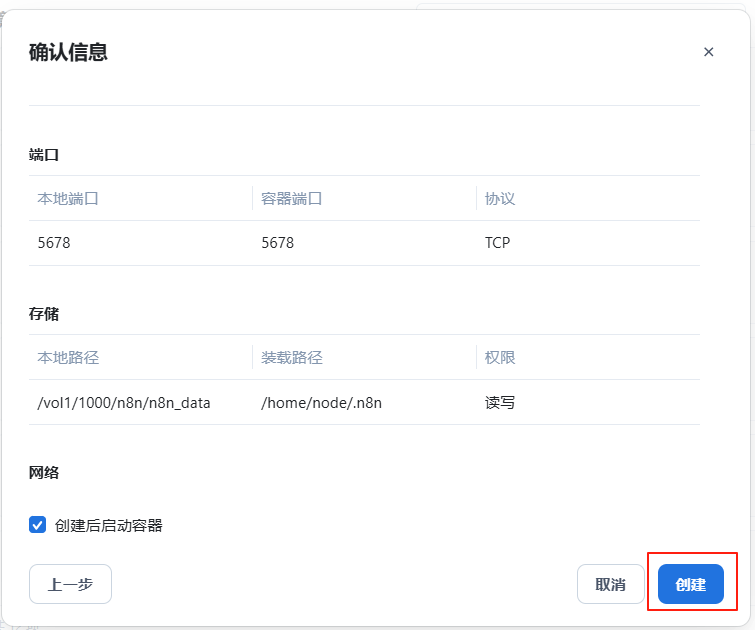 确认信息
×
端口
本地端口 容器端口 协议
5678 5678 TCP
存储
本地路径 装载路径 权限
/vol1/1000/n8n/n8n_data /home/node/.n8n 读写
网络
创建后启动容器
上一步 取消 创建